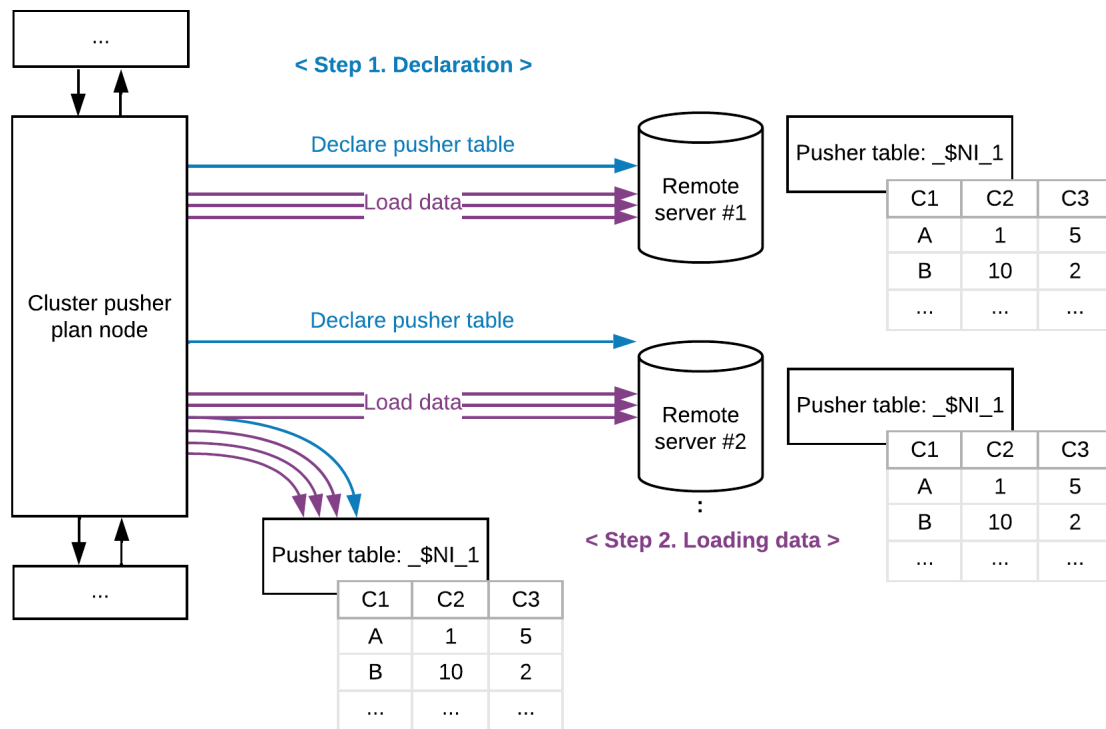 ...
< Step 1. Declaration >
Declare pusher table
Load data
Remote
server #1
Pusher table: _$NI_1
C1 C2 C3
A 1 5
B 10 2
... ... ...
Cluster pusher
plan node
Declare pusher table
Load data
Remote
server #2
:
Pusher table: _$NI_1
C1 C2 C3
A 1 5
B 10 2
... ... ...
< Step 2. Loading data >
Pusher table: _$NI_1
C1 C2 C3
A 1 5
B 10 2
... ... ...
...